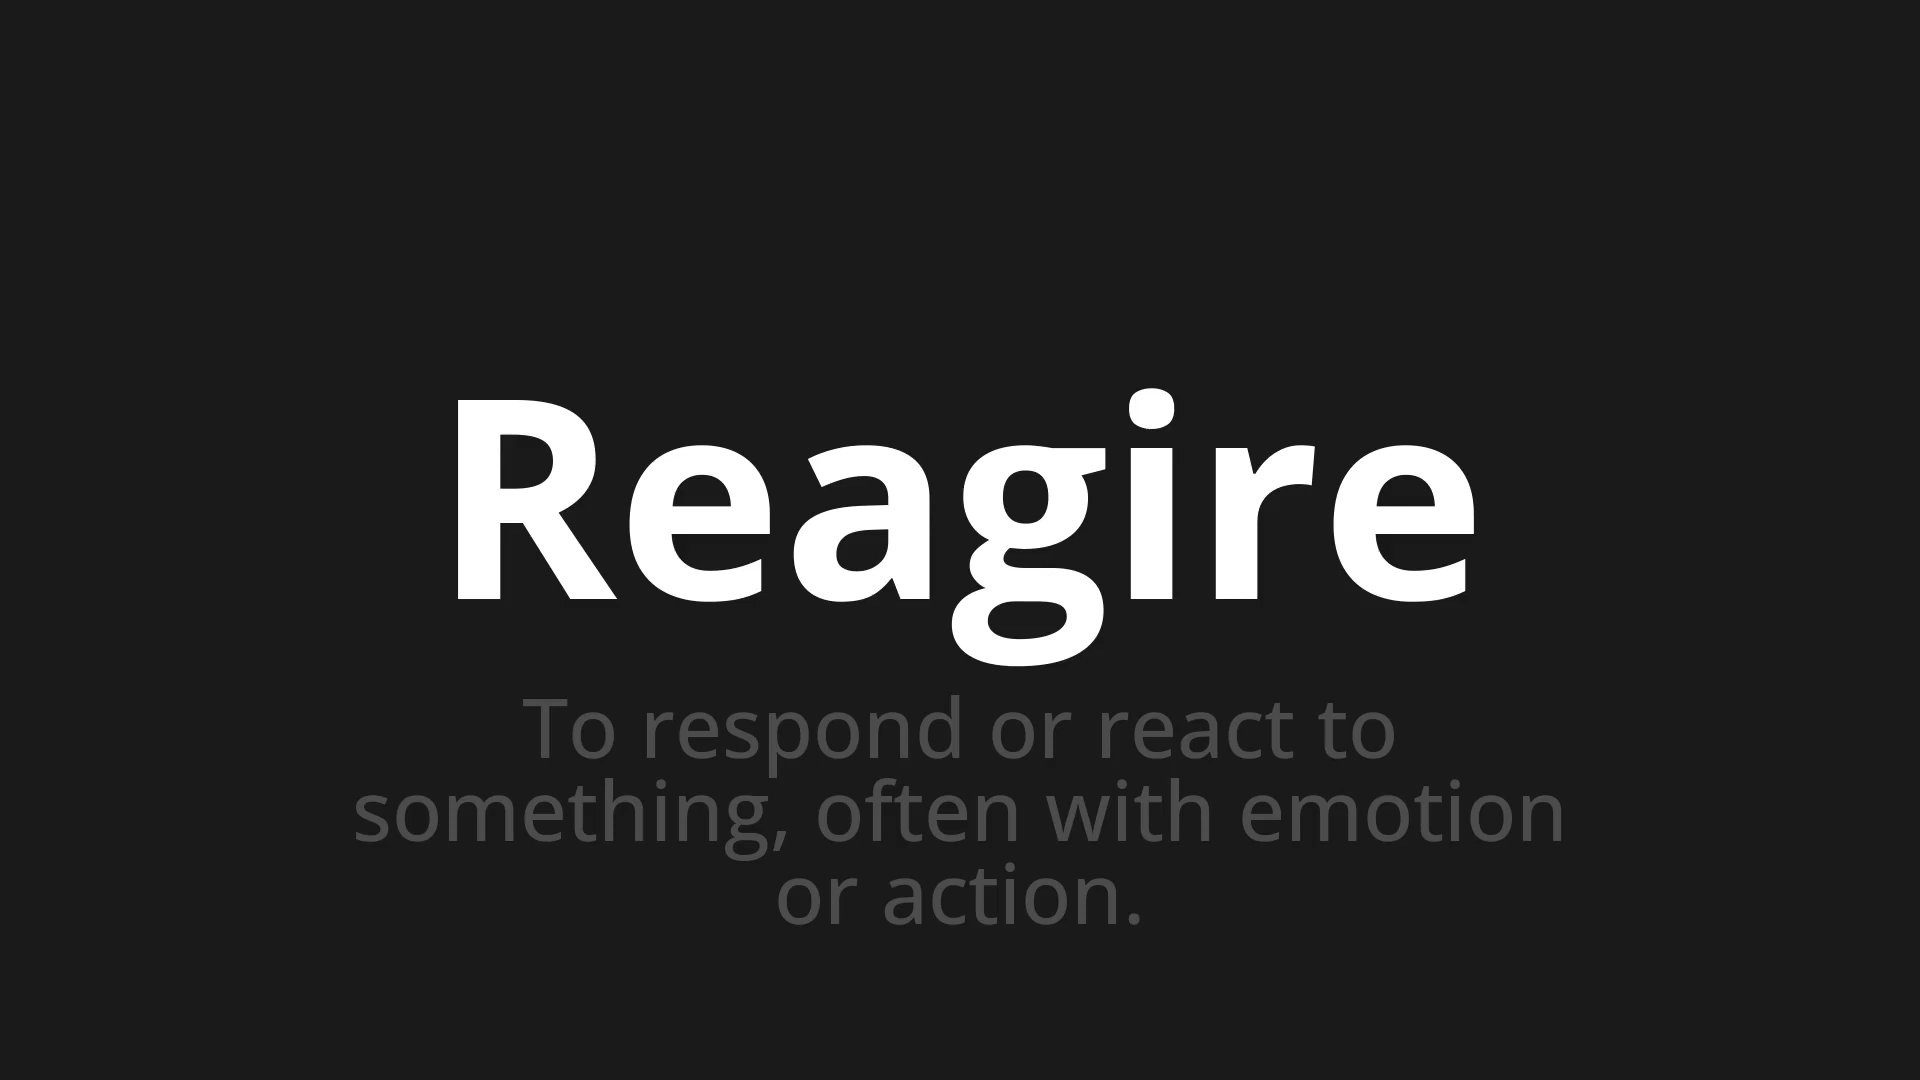 Reagire
To respond or react to
something, often with emotion
or action.